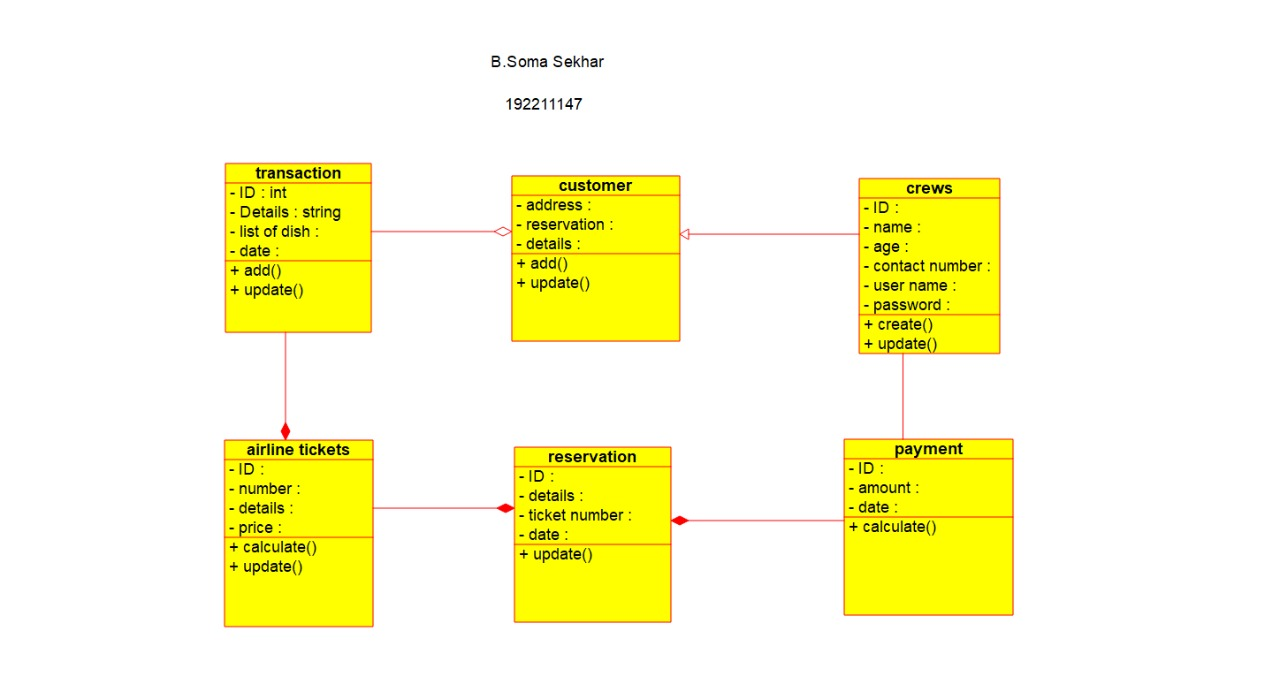 B.Soma Sekhar
192211147
transaction
- ID : int
- Details : string
- list of dish :
- date :
+ add()
+ update()
customer
- address :
- reservation :
- details :
+ add()
+ update()
crews
- ID :
- name :
- age :
- contact number :
- user name :
- password :
+ create()
+ update()
airline tickets
- ID :
- number :
- details :
- price :
+ calculate()
+ update()
reservation
- ID :
- details :
- ticket number :
- date :
+ update()
payment
- ID :
- amount :
- date :
+ calculate()